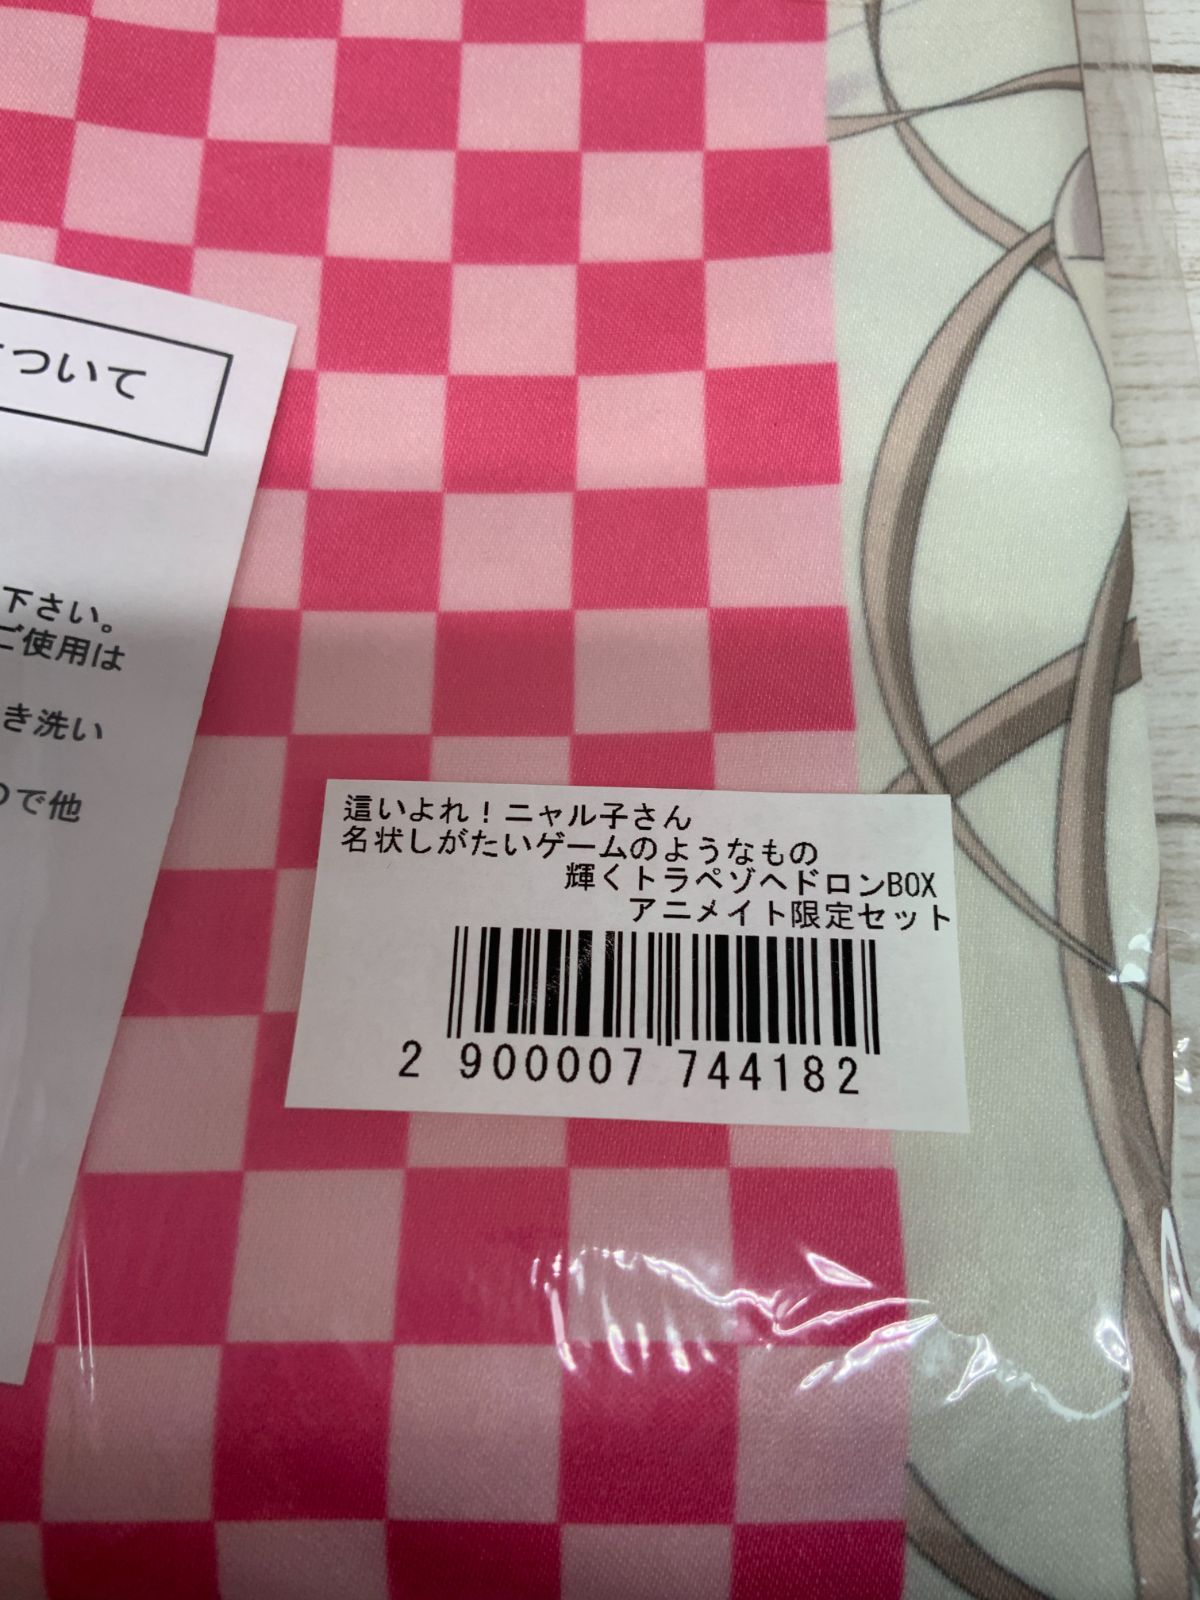 ついて
下さい。
ご使用は
き洗い
ので他
這いよれ！ニャル子さん
名状しがたいゲームのようなもの
輝くトラペゾヘドロンBOX
アニメイト限定セット
2 900007 744182